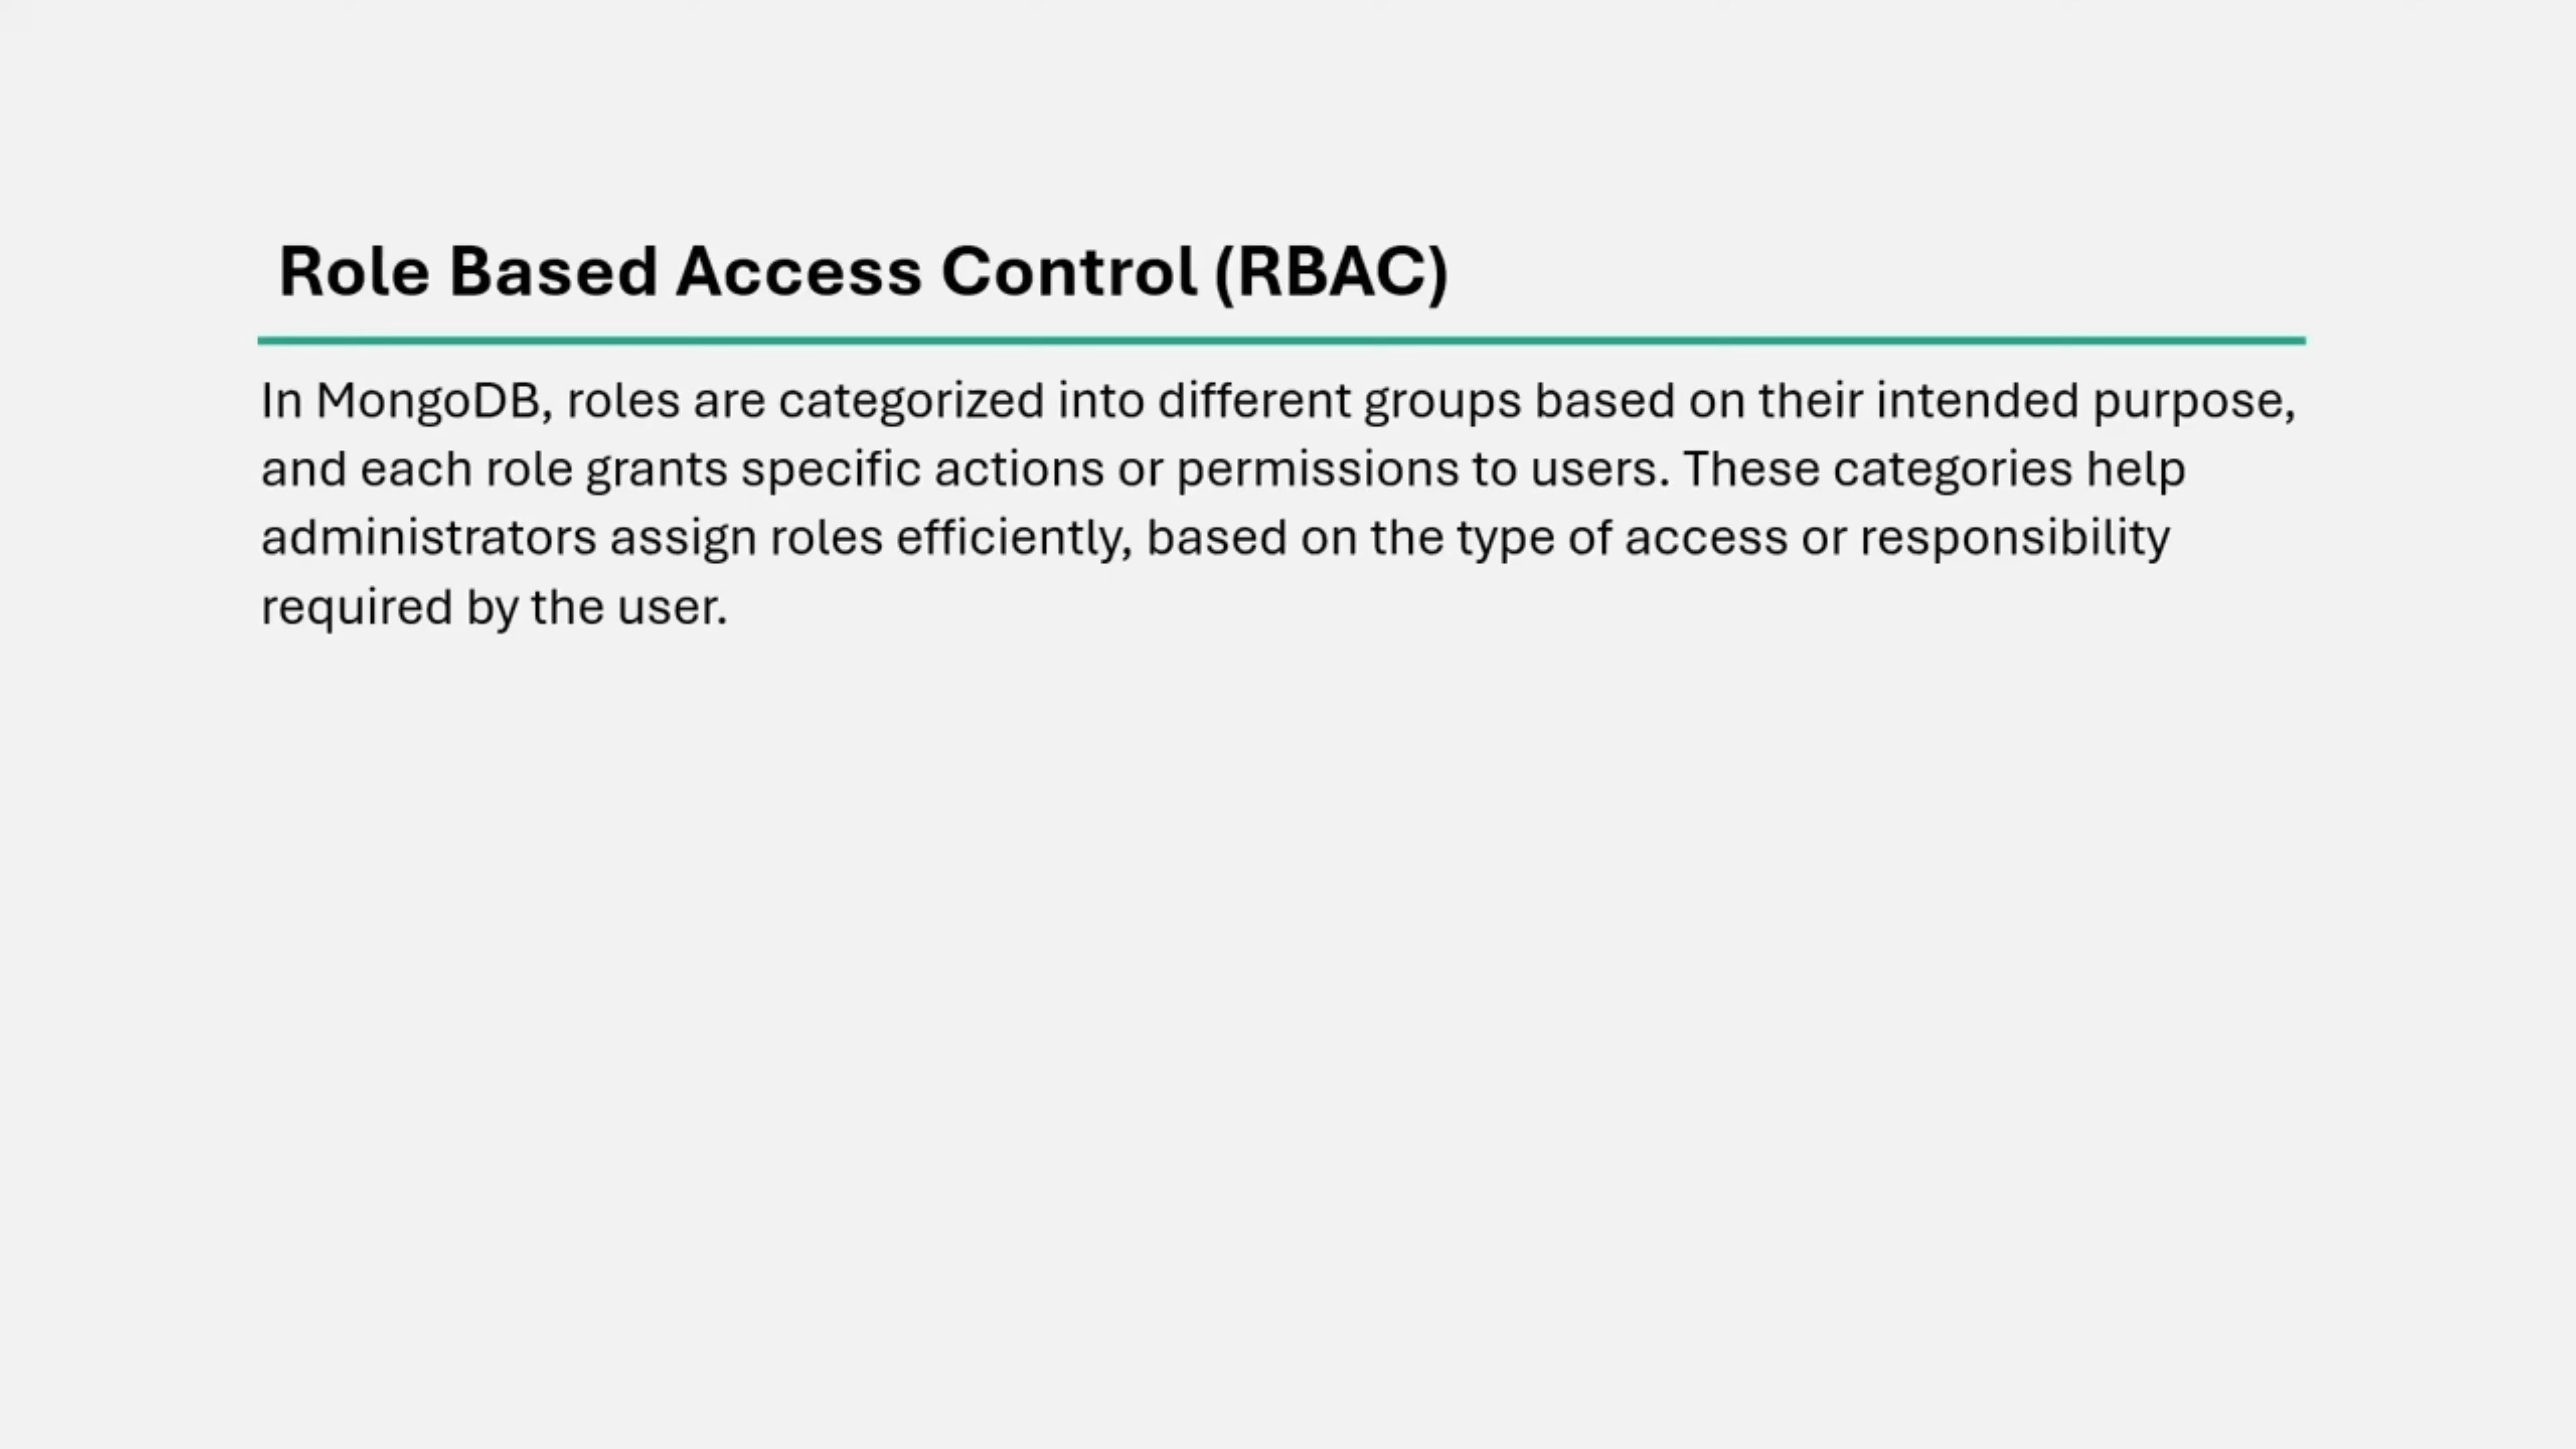 Role Based Access Control (RBAC)
In MongoDB, roles are categorized into different groups based on their intended purpose,
and each role grants specific actions or permissions to users. These categories help
administrators assign roles efficiently, based on the type of access or responsibility
required by the user.